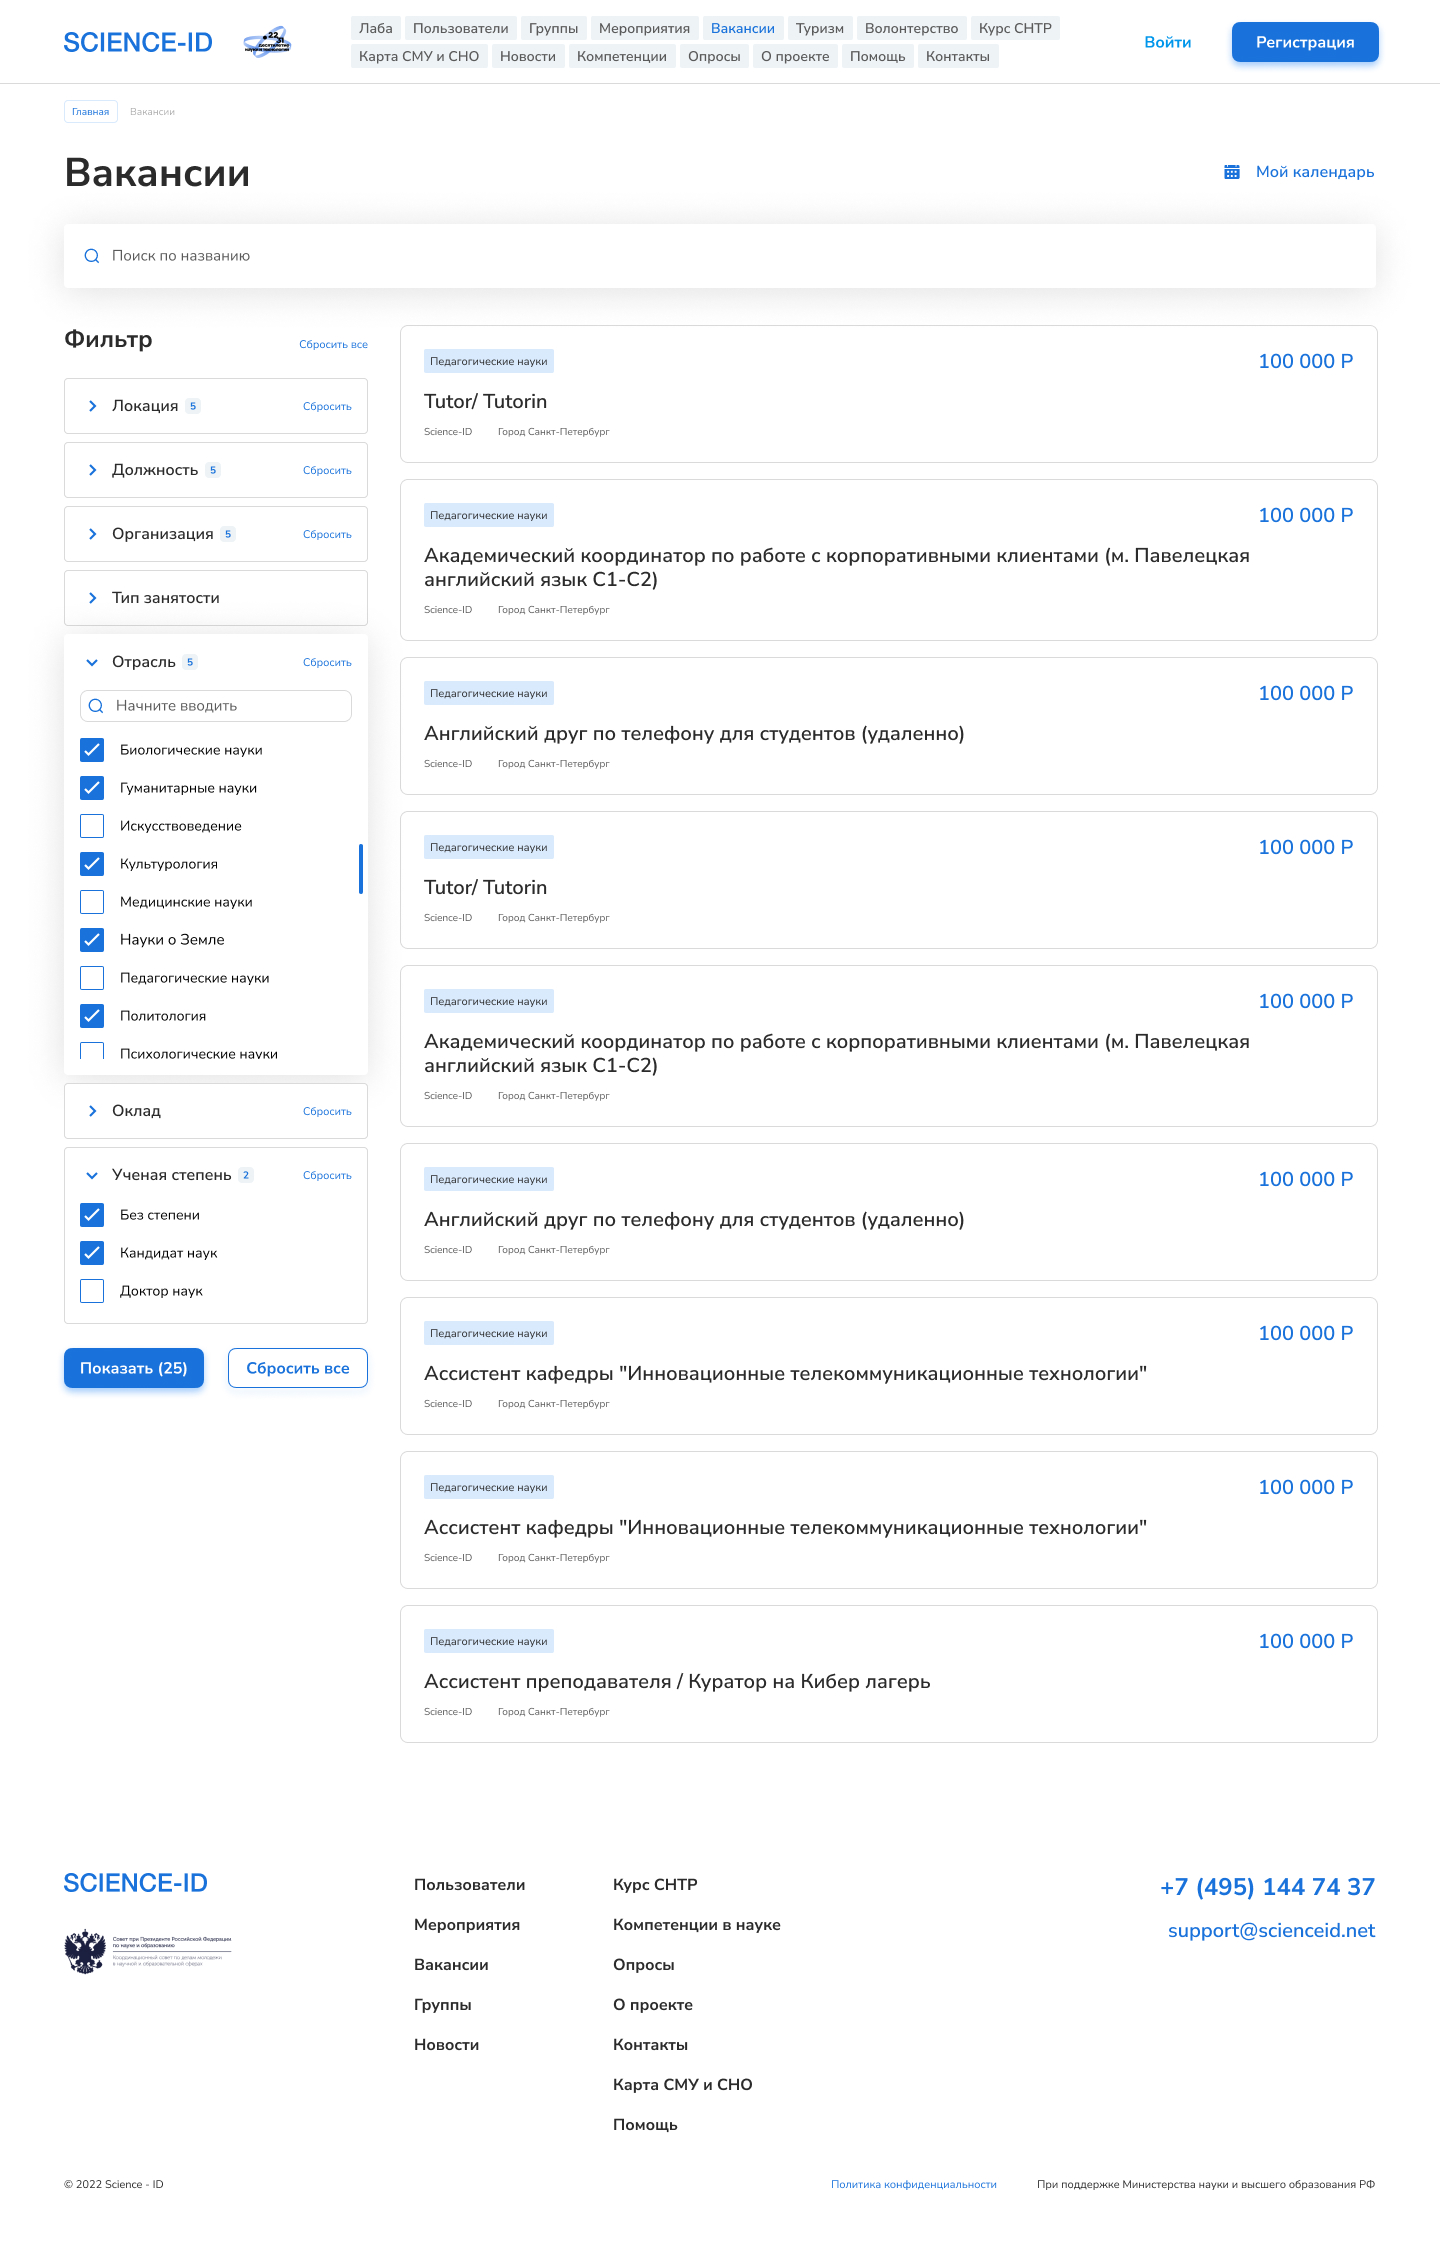 SCIENCE-ID
22
31
Лаба
Пользователи
Группы
Мероприятия
Вакансии
Туризм
Волонтерство
Курс СНТР
Карта СМУ и СНО
Новости
Компетенции
Опросы
О проекте
Помощь
Контакты
Войти
Регистрация
Главная
Вакансии
Вакансии
Мой календарь
Поиск по названию
Фильтр
Сбросить все
Локация 5
Сбросить
Должность 5
Сбросить
Организация 5
Сбросить
Тип занятости
Отрасль 5
Сбросить
Начните вводить
Биологические науки
Гуманитарные науки
Искусствоведение
Культурология
Медицинские науки
Науки о Земле
Педагогические науки
Политология
Психологические науки
Оклад
Сбросить
Ученая степень 2
Сбросить
Без степени
Кандидат наук
Доктор наук
Показать (25)
Сбросить все
Педагогические науки
100 000 Р
Tutor/ Tutorin
Science-ID
Город Санкт-Петербург
Педагогические науки
100 000 Р
Академический координатор по работе с корпоративными клиентами (м. Павелецкая
английский язык С1-С2)
Science-ID
Город Санкт-Петербург
Педагогические науки
100 000 Р
Английский друг по телефону для студентов (удаленно)
Science-ID
Город Санкт-Петербург
Педагогические науки
100 000 Р
Tutor/ Tutorin
Science-ID
Город Санкт-Петербург
Педагогические науки
100 000 Р
Академический координатор по работе с корпоративными клиентами (м. Павелецкая
английский язык С1-С2)
Science-ID
Город Санкт-Петербург
Педагогические науки
100 000 Р
Английский друг по телефону для студентов (удаленно)
Science-ID
Город Санкт-Петербург
Педагогические науки
100 000 Р
Ассистент кафедры "Инновационные телекоммуникационные технологии"
Science-ID
Город Санкт-Петербург
Педагогические науки
100 000 Р
Ассистент кафедры "Инновационные телекоммуникационные технологии"
Science-ID
Город Санкт-Петербург
Педагогические науки
100 000 Р
Ассистент преподавателя / Куратор на Кибер лагерь
Science-ID
Город Санкт-Петербург
SCIENCE-ID
Совет при Президенте Российской Федерации
по науке и образованию
Координационный совет по делам молодежи
в научной и образовательной сферах
Пользователи
Мероприятия
Вакансии
Группы
Новости
Курс СНТР
Компетенции в науке
Опросы
О проекте
Контакты
Карта СМУ и СНО
Помощь
+7 (495) 144 74 37
support@scienceid.net
© 2022 Science - ID
Политика конфиденциальности
При поддержке Министерства науки и высшего образования РФ